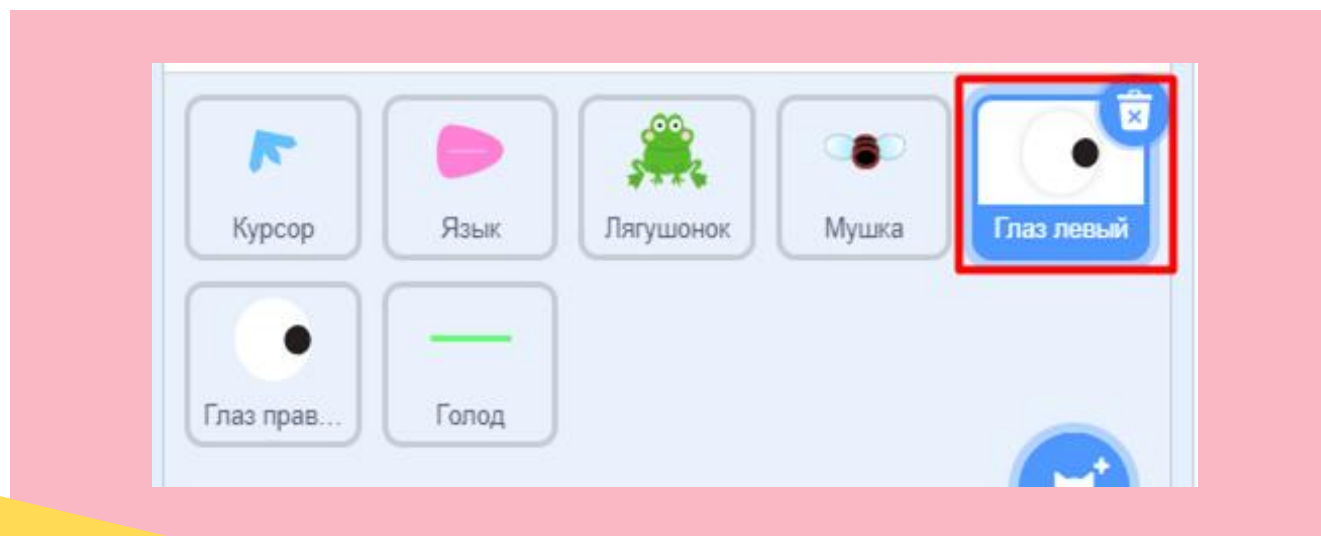 Курсор
Язык
Лягушонок
Мушка
Глаз левый
Глаз прав...
Голод